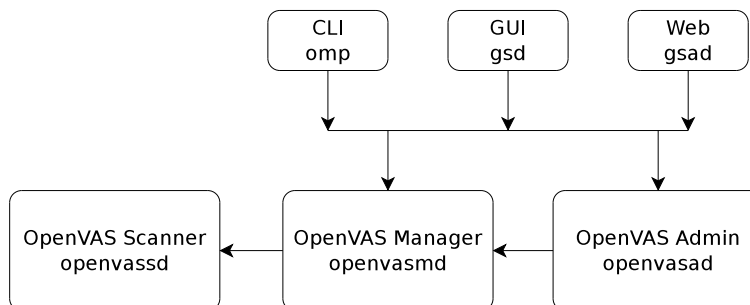 CLI
omp
GUI
gsd
Web
gsad
OpenVAS Scanner
openvassd
OpenVAS Manager
openvasmd
OpenVAS Admin
openvasad